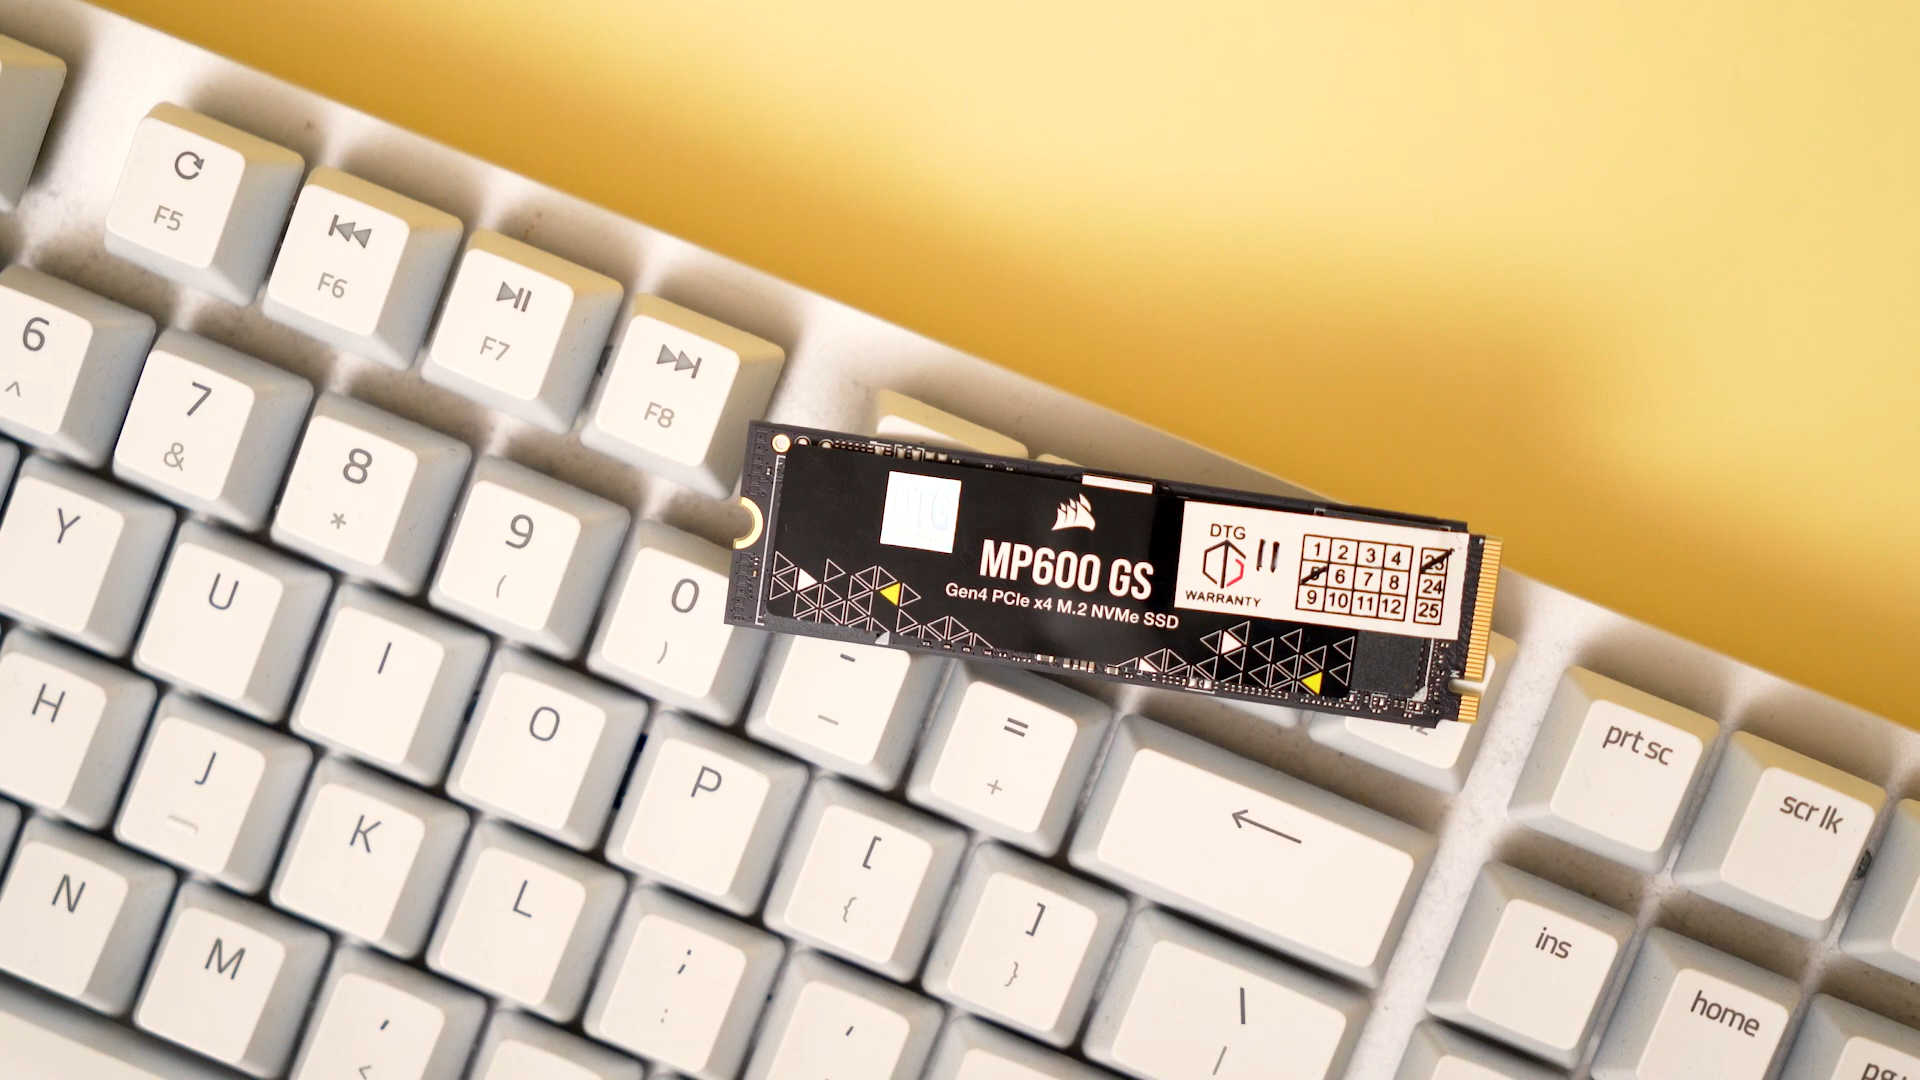 F5
F6
F7
F8
6
^
7
&
8
*
9
(
0
)
-
_
=
+
←
Y
U
I
O
P
[
{
]
}
\
|
H
J
K
L
;
:
'
N
M
,
<
prt sc
scr lk
ins
home
MP600 GS
Gen4 PCIe x4 M.2 NVMe SSD
DTG
WARRANTY
1 2 3 4 23
5 6 7 8 24
9 10 11 12 25